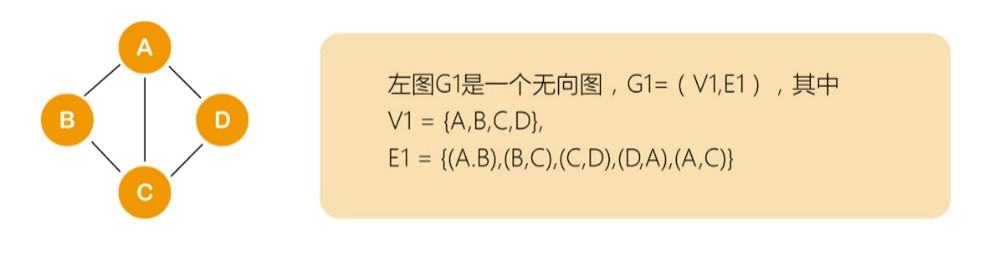 A
B
D
C
左图G1是一个无向图，G1=（V1,E1），其中
V1 = {A,B,C,D},
E1 = {(A.B),(B,C),(C,D),(D,A),(A,C)}